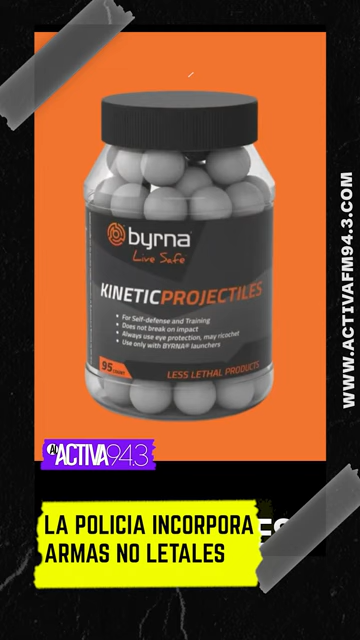 byrna
Live Safe
KINETICPROJECTILES
• For Self-defense and Training
• Does not break on impact
• Always use eye protection, may ricochet
• Use only with BYRNA® launchers
95 COUNT
LESS LETHAL PRODUCTS
WWW.ACTIVAFM94.3.COM
ACTIVA94.3
LA POLICIA INCORPORA
ARMAS NO LETALES